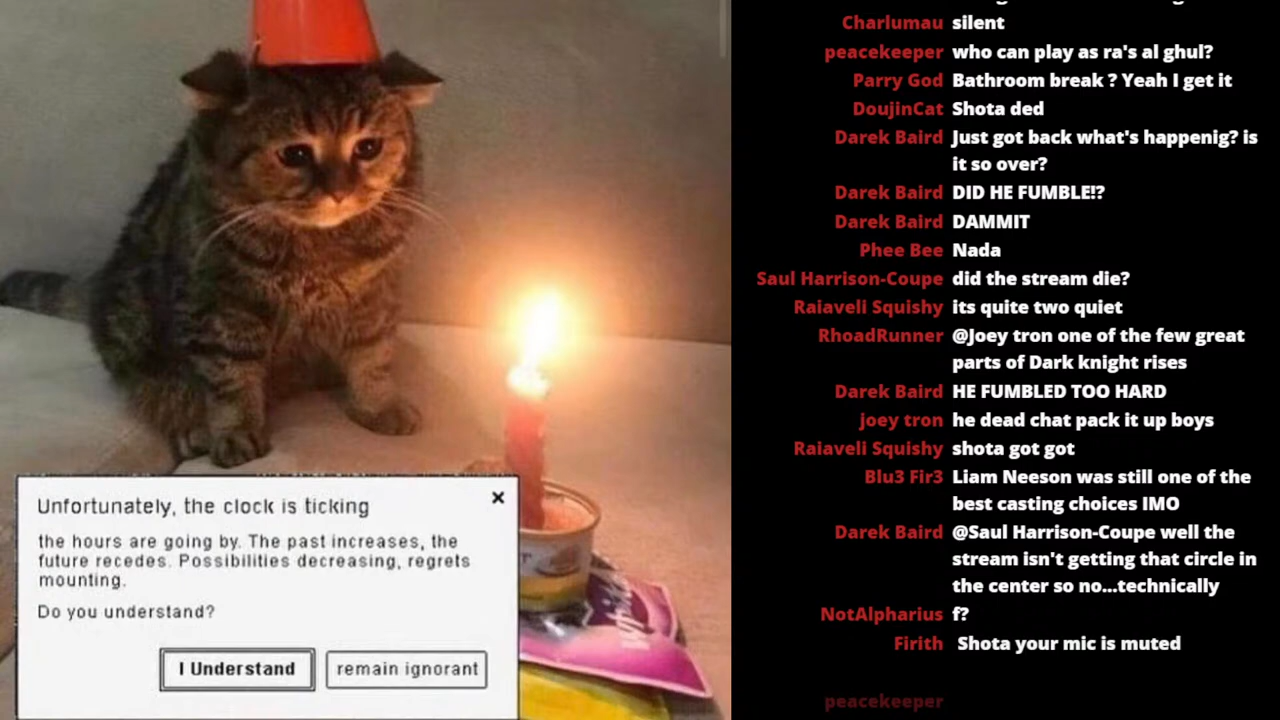 Charlumau silent
peacekeeper who can play as ra's al ghul?
Parry God Bathroom break ? Yeah I get it
DoujinCat Shota ded
Darek Baird Just got back what's happenig? is
it so over?
Darek Baird DID HE FUMBLE!?
Darek Baird DAMMIT
Phee Bee Nada
Saul Harrison-Coupe did the stream die?
Raiaveli Squishy its quite two quiet
RhoadRunner @Joey tron one of the few great
parts of Dark knight rises
Darek Baird HE FUMBLED TOO HARD
joey tron he dead chat pack it up boys
Raiaveli Squishy shota got got
Blu3 Fir3 Liam Neeson was still one of the
best casting choices IMO
Darek Baird @Saul Harrison-Coupe well the
stream isn't getting that circle in
the center so no...technically
NotAlpharius f?
Firith Shota your mic is muted
peacekeeper
Unfortunately, the clock is ticking
the hours are going by. The past increases, the
future recedes. Possibilities decreasing, regrets
mounting.
Do you understand?
I Understand
remain ignorant